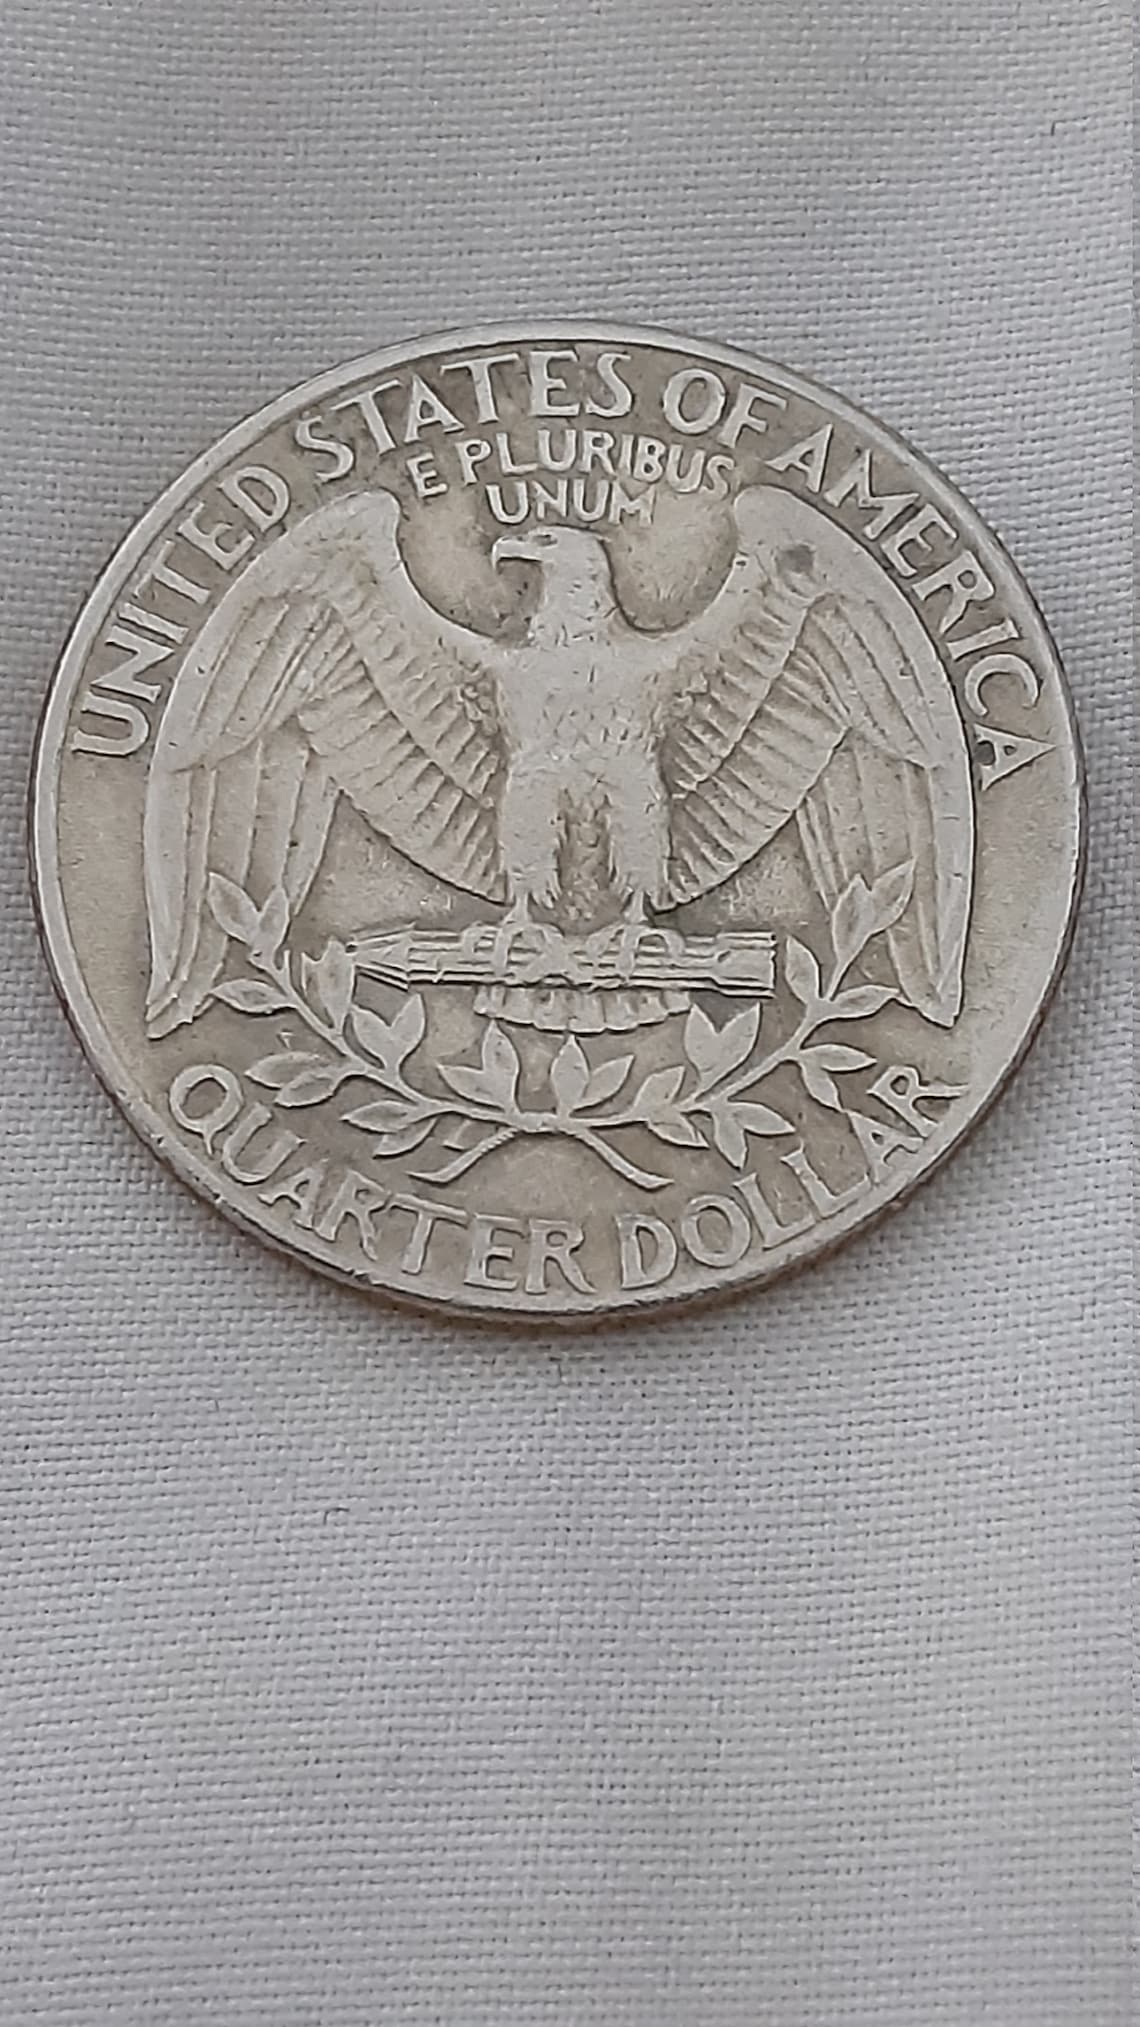 UNITED STATES OF AMERICA
E PLURIBUS
UNUM
QUARTER DOLLAR